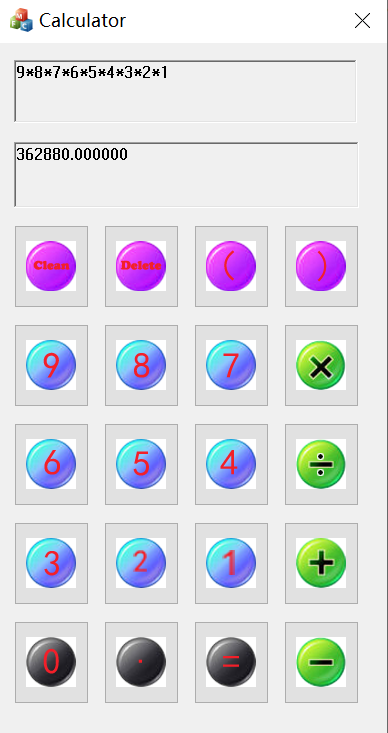 Calculator
9*8*7*6*5*4*3*2*1
362880.000000
Clean Delete ( )
9 8 7 ×
6 5 4 ÷
3 2 1 +
0 . = −